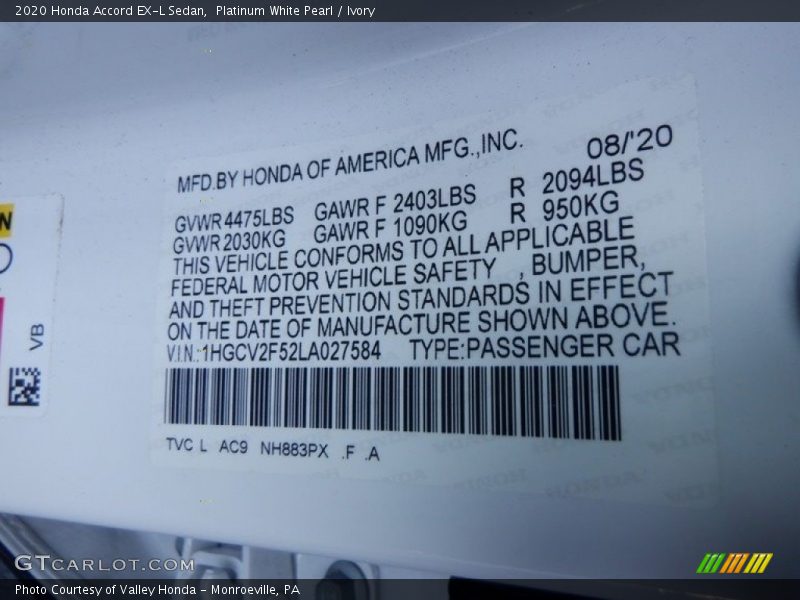 2020 Honda Accord EX-L Sedan, Platinum White Pearl / Ivory
MFD.BY HONDA OF AMERICA MFG.,INC. 08/'20
GVWR 4475LBS GAWR F 2403LBS R 2094LBS
GVWR 2030KG GAWR F 1090KG R 950KG
THIS VEHICLE CONFORMS TO ALL APPLICABLE
FEDERAL MOTOR VEHICLE SAFETY , BUMPER,
AND THEFT PREVENTION STANDARDS IN EFFECT
ON THE DATE OF MANUFACTURE SHOWN ABOVE.
V.I.N.:1HGCV2F52LA027584 TYPE:PASSENGER CAR
TVC L AC9 NH883PX .F .A
VB
GTCARLOT.COM
Photo Courtesy of Valley Honda - Monroeville, PA